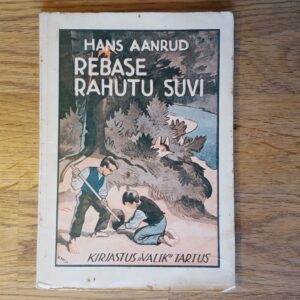 HANS AANRUD
REBASE
RAHUTU SUVI
KIRJASTUS „VALIK“ TARTUS